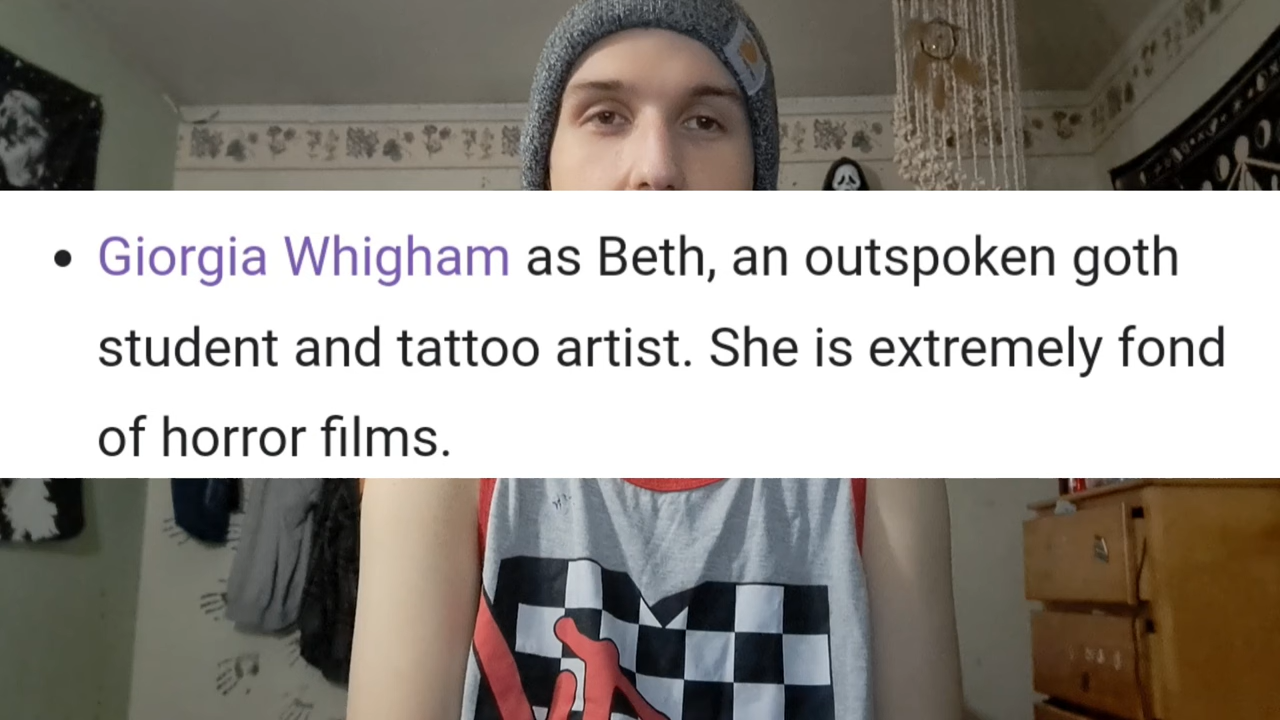 • Giorgia Whigham as Beth, an outspoken goth
student and tattoo artist. She is extremely fond
of horror films.